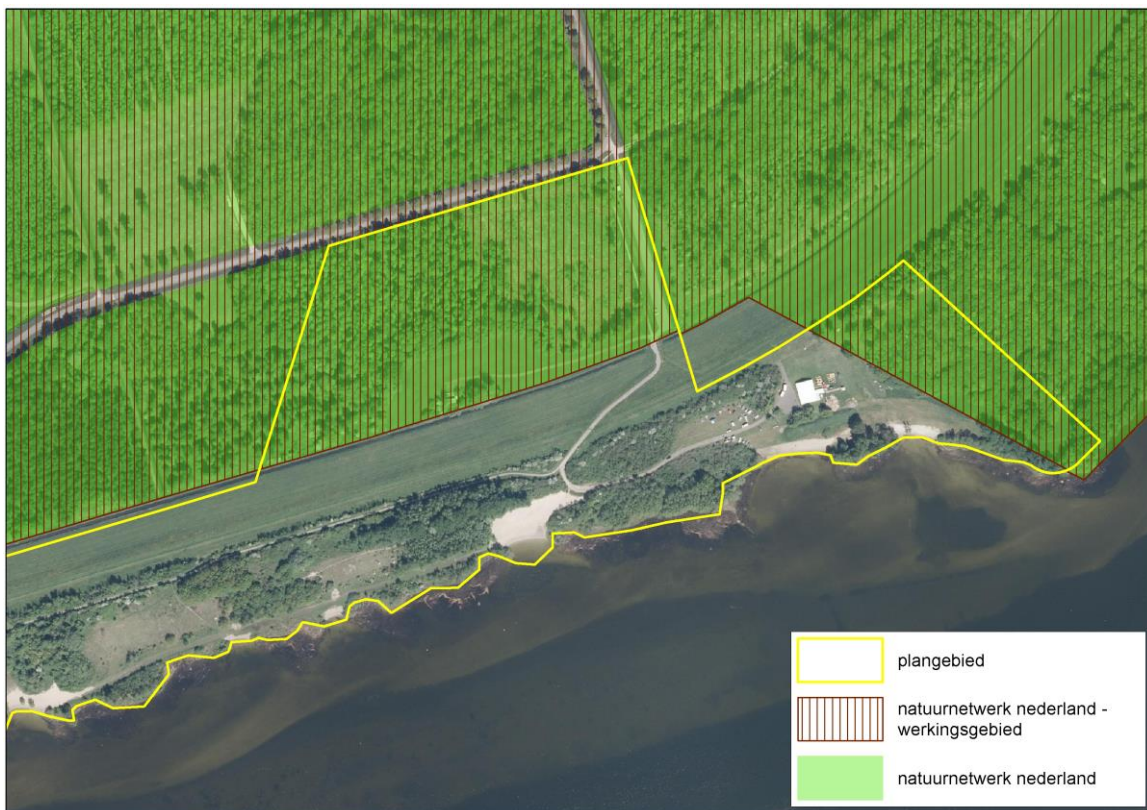 plangebied
natuurnetwerk nederland -
werkingsgebied
natuurnetwerk nederland